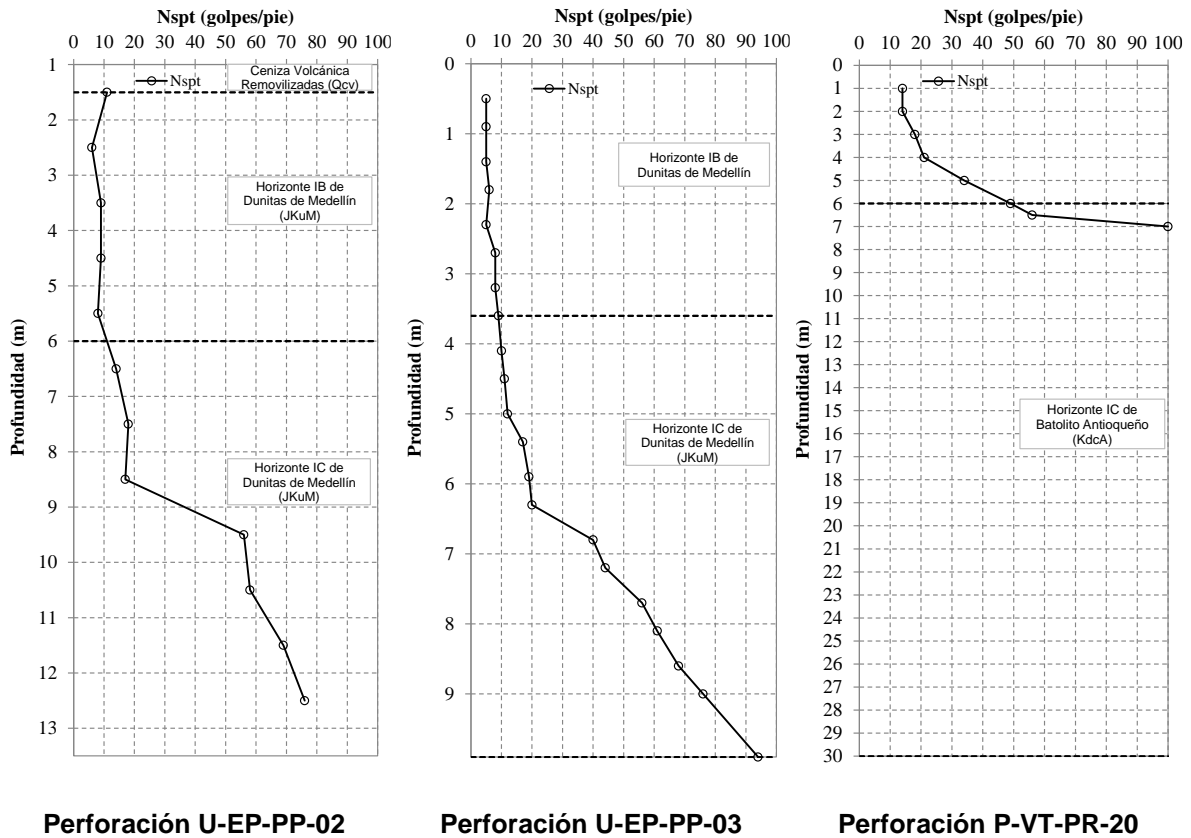 Nspt (golpes/pie)
0 10 20 30 40 50 60 70 80 90 100
1
2
3
4
5
6
7
8
9
10
11
12
13
Profundidad (m)
Nspt
Ceniza Volcánica
Removilizadas (Qcv)
Horizonte IB de
Dunitas de Medellín
(JKuM)
Horizonte IC de
Dunitas de Medellín
(JKuM)
Perforación U-EP-PP-02
Nspt (golpes/pie)
0 10 20 30 40 50 60 70 80 90 100
0
1
2
3
4
5
6
7
8
9
Profundidad (m)
Nspt
Horizonte IB de
Dunitas de Medellín
Horizonte IC de
Dunitas de Medellín
(JKuM)
Perforación U-EP-PP-03
Nspt (golpes/pie)
0 10 20 30 40 50 60 70 80 90 100
0
1
2
3
4
5
6
7
8
9
10
11
12
13
14
15
16
17
18
19
20
21
22
23
24
25
26
27
28
29
30
Profundidad (m)
Nspt
Horizonte IC de
Batolito Antioqueño
(KdcA)
Perforación P-VT-PR-20